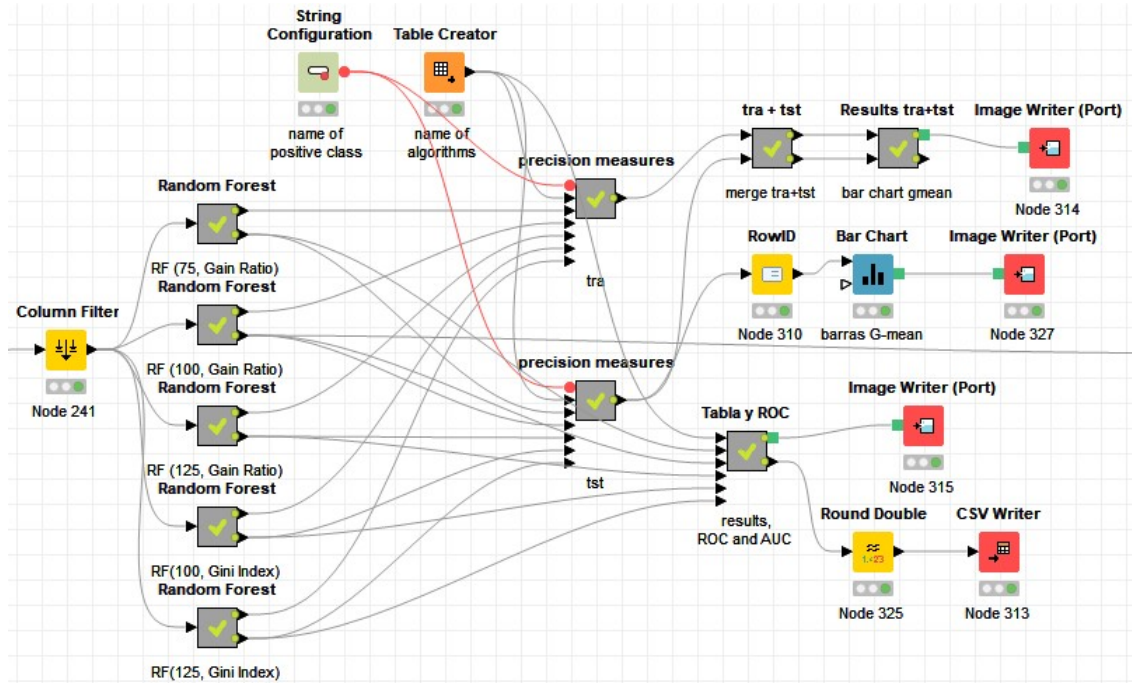 String
Configuration
name of
positive class
Table Creator
name of
algorithms
Random Forest
RF (75, Gain Ratio)
Random Forest
RF (100, Gain Ratio)
Random Forest
RF (125, Gain Ratio)
Random Forest
RF(100, Gini Index)
Random Forest
RF(125, Gini Index)
Column Filter
Node 241
precision measures
tra
precision measures
tst
tra + tst
merge tra+tst
Results tra+tst
bar chart gmean
Image Writer (Port)
Node 314
RowID
Node 310
Bar Chart
barras G-mean
Image Writer (Port)
Node 327
Tabla y ROC
results,
ROC and AUC
Image Writer (Port)
Node 315
Round Double
Node 325
CSV Writer
Node 313